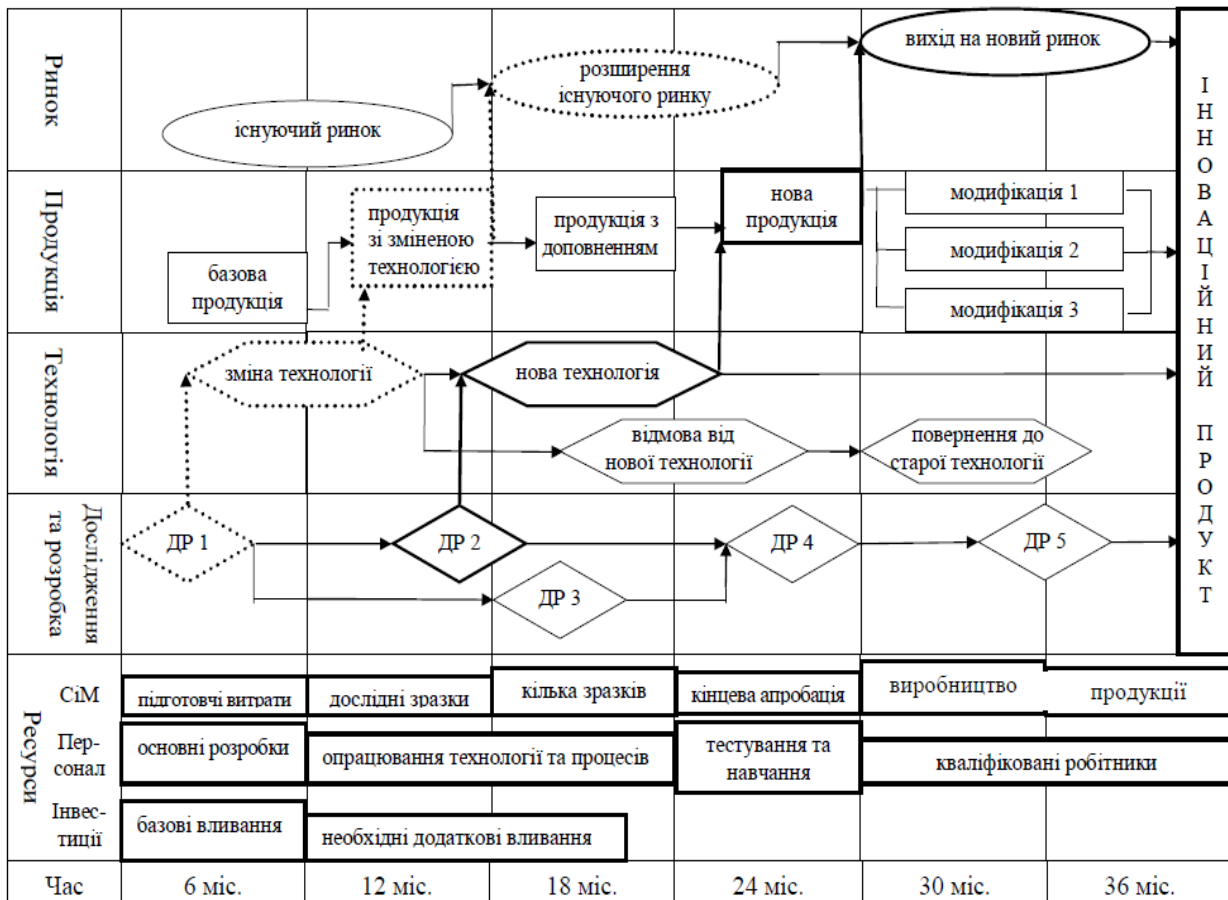 Ринок
існуючий ринок
розширення
існуючого ринку
вихід на новий ринок
Продукція
базова
продукція
продукція
зі зміненою
технологією
продукція з
доповненням
нова
продукція
модифікація 1
модифікація 2
модифікація 3
Технологія
зміна технології
нова технологія
відмова від
нової технології
повернення до
старої технології
Дослідження
та розробка
ДР 1
ДР 2
ДР 3
ДР 4
ДР 5
ІННОВАЦІЙНИЙ ПРОДУКТ
Ресурси
СіМ
підготовчі витрати
дослідні зразки
кілька зразків
кінцева апробація
виробництво
продукції
Пер-
сонал
основні розробки
опрацювання технології та процесів
тестування та
навчання
кваліфіковані робітники
Інвес-
тиції
базові вливання
необхідні додаткові вливання
Час
6 міс.
12 міс.
18 міс.
24 міс.
30 міс.
36 міс.